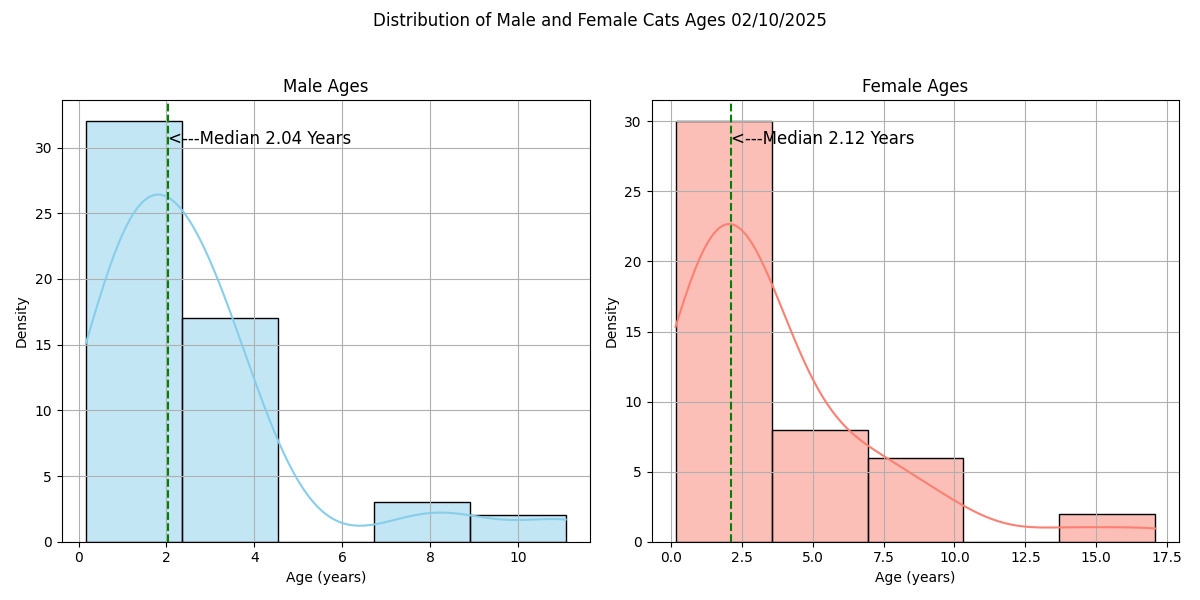 Distribution of Male and Female Cats Ages 02/10/2025
Male Ages
<---Median 2.04 Years
30
25
20
15
10
5
0
Density
0 2 4 6 8 10
Age (years)
Female Ages
<---Median 2.12 Years
30
25
20
15
10
5
0
Density
0.0 2.5 5.0 7.5 10.0 12.5 15.0 17.5
Age (years)